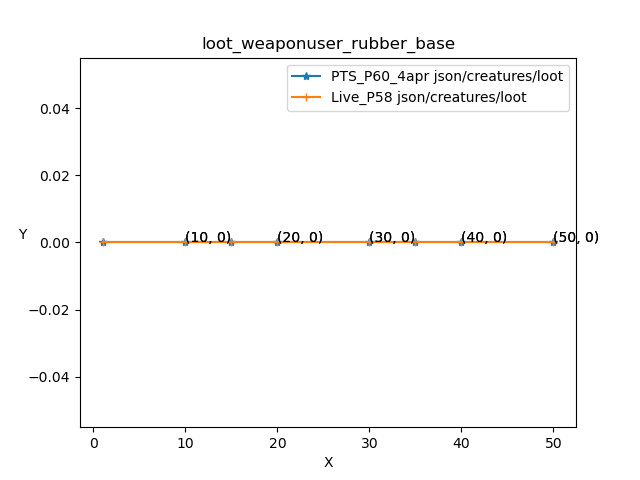 loot_weaponuser_rubber_base
PTS_P60_4apr json/creatures/loot
Live_P58 json/creatures/loot
0.04
0.02
0.00
−0.02
−0.04
Y
(10, 0) (20, 0) (30, 0) (40, 0) (50, 0)
0 10 20 30 40 50
X